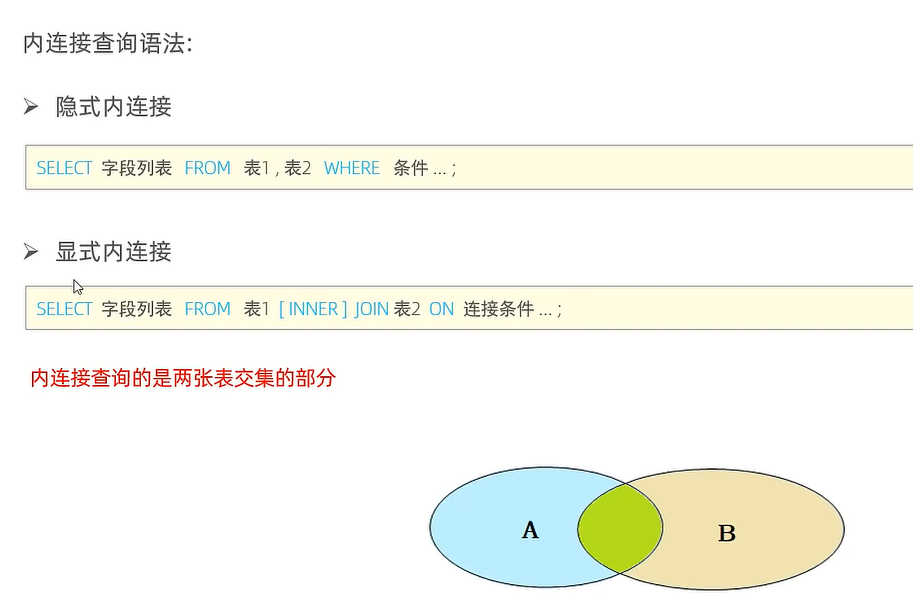 内连接查询语法:
➢ 隐式内连接
SELECT 字段列表 FROM 表1 , 表2 WHERE 条件 ... ;
➢ 显式内连接
SELECT 字段列表 FROM 表1 [ INNER ] JOIN 表2 ON 连接条件 ... ;
内连接查询的是两张表交集的部分
A B